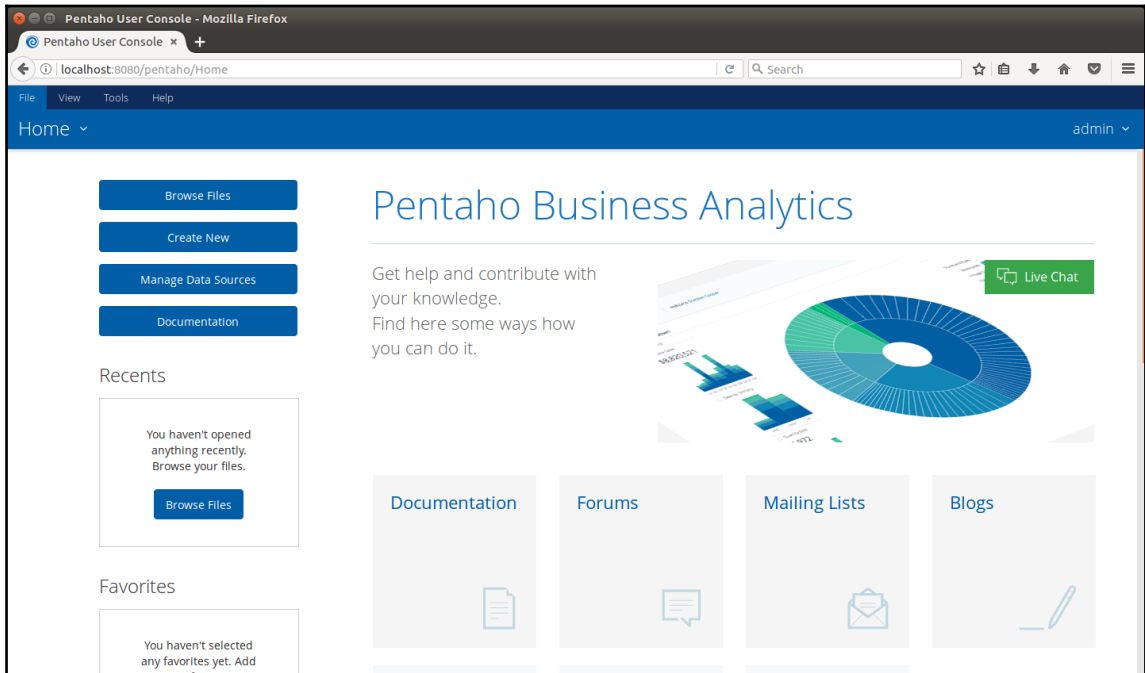 Pentaho User Console - Mozilla Firefox
Pentaho User Console × +
localhost:8080/pentaho/Home
Search
File View Tools Help
Home
admin
Browse Files
Create New
Manage Data Sources
Documentation
Recents
You haven't opened
anything recently.
Browse your files.
Browse Files
Favorites
You haven't selected
any favorites yet. Add
Pentaho Business Analytics
Get help and contribute with
your knowledge.
Find here some ways how
you can do it.
Live Chat
Documentation
Forums
Mailing Lists
Blogs